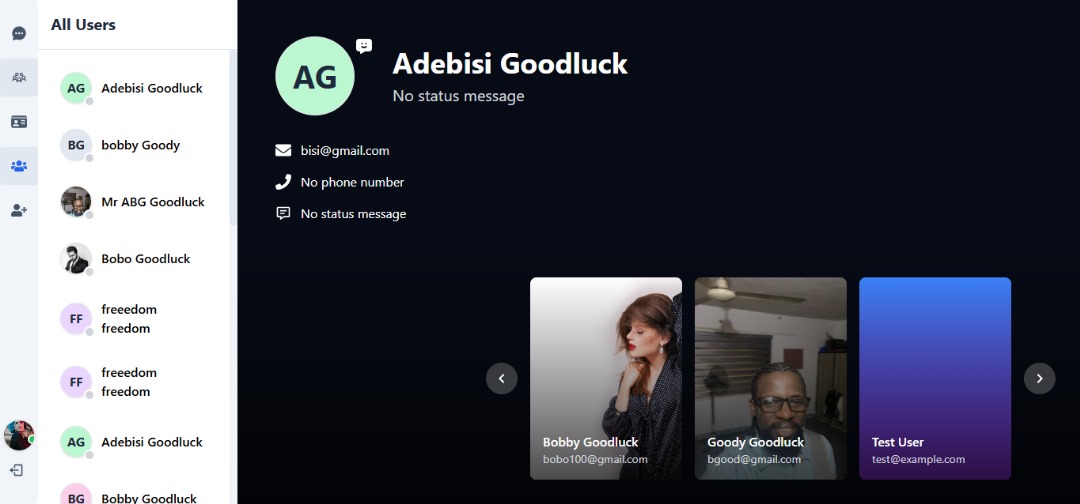 All Users
AG Adebisi Goodluck
BG bobby Goody
Mr ABG Goodluck
Bobo Goodluck
FF freeedom
freedom
FF freeedom
freedom
AG Adebisi Goodluck
BG Bobby Goodluck
AG
Adebisi Goodluck
No status message
bisi@gmail.com
No phone number
No status message
Bobby Goodluck
bobo100@gmail.com
Goody Goodluck
bgood@gmail.com
Test User
test@example.com